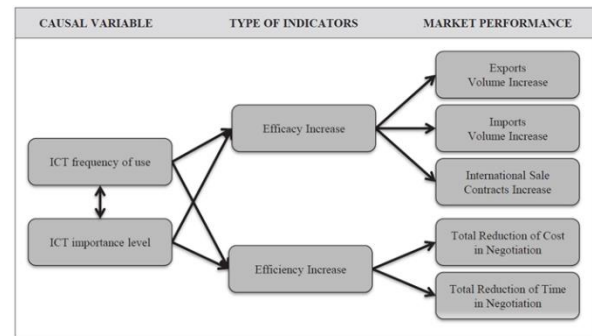 CAUSAL VARIABLE TYPE OF INDICATORS MARKET PERFORMANCE
ICT frequency of use
ICT importance level
Efficacy Increase
Efficiency Increase
Exports
Volume Increase
Imports
Volume Increase
International Sale
Contracts Increase
Total Reduction of Cost
in Negotiation
Total Reduction of Time
in Negotiation